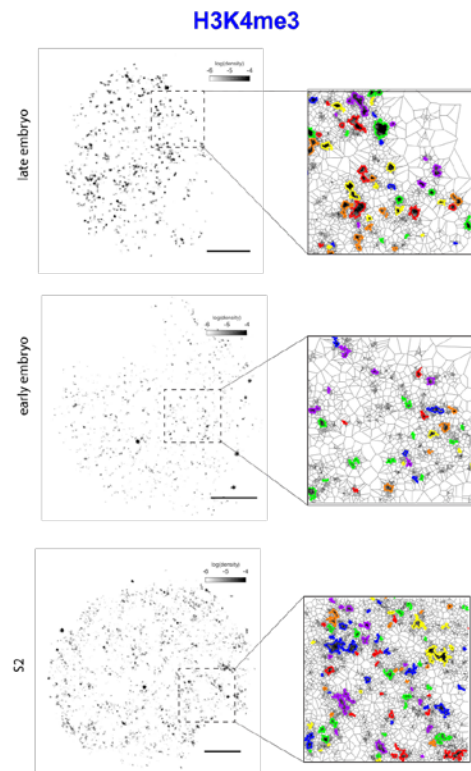 H3K4me3
late embryo
log(density)
-6 -5 -4
early embryo
log(density)
-6 -5 -4
S2
log(density)
-6 -5 -4